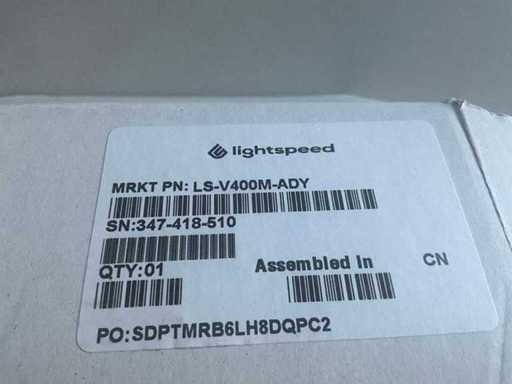 lightspeed
MRKT PN: LS-V400M-ADY
SN:347-418-510
QTY:01 Assembled In CN
PO:SDPTMRB6LH8DQPC2